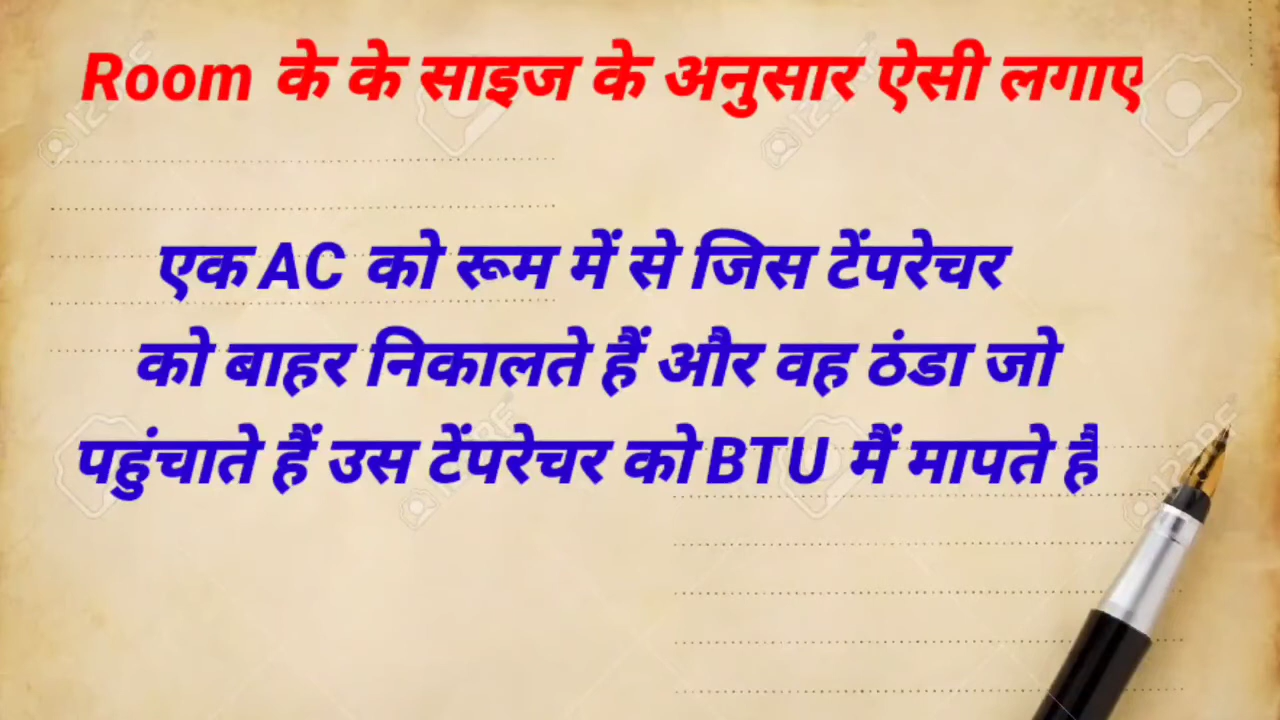 Room के के साइज के अनुसार ऐसी लगाए
एक AC को रूम में से जिस टेंपरेचर
को बाहर निकालते हैं और वह ठंडा जो
पहुंचाते हैं उस टेंपरेचर को BTU मैं मापते है